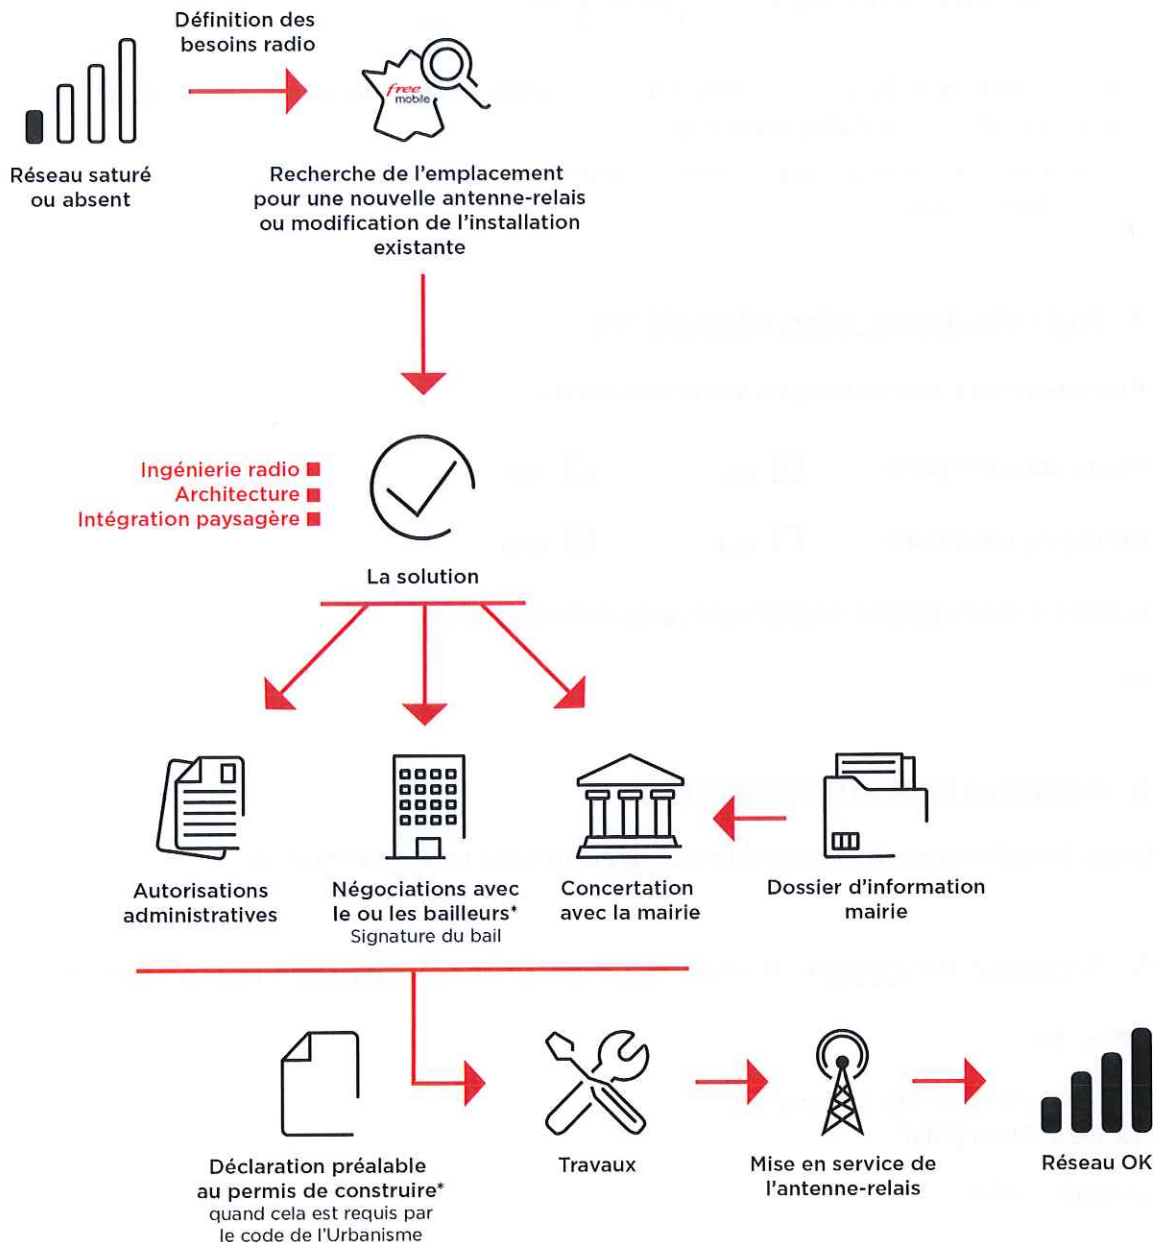 Définition des
besoins radio
free
mobile
Réseau saturé
ou absent
Recherche de l'emplacement
pour une nouvelle antenne-relais
ou modification de l'installation
existante
Ingénierie radio
Architecture
Intégration paysagère
La solution
Autorisations
administratives
Négociations avec
le ou les bailleurs*
Signature du bail
Concertation
avec la mairie
Dossier d'information
mairie
Déclaration préalable
au permis de construire*
quand cela est requis par
le code de l'Urbanisme
Travaux
Mise en service de
l'antenne-relais
Réseau OK